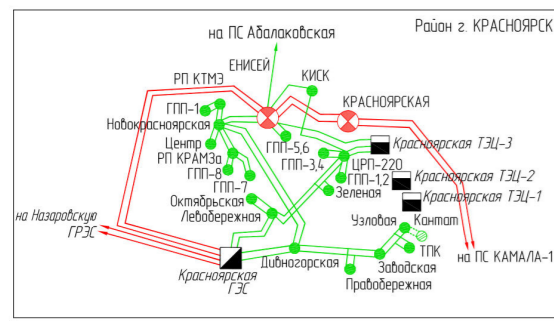 Район г. КРАСНОЯРСК
на ПС Абалаковская
ЕНИСЕЙ
КИСК
РП КТМЭ
КРАСНОЯРСКАЯ
ГПП-1
Новокрасноярская
Красноярская ТЭЦ-3
Центр
ГПП-5,6
ГПП-3,4
ЦРП-220
РП КРАМЗа
ГПП-8
ГПП-7
ГПП-1,2
Красноярская ТЭЦ-2
Зеленая
Красноярская ТЭЦ-1
Октябрьская
Левобережная
на Назаровскую
ГРЭС
Узловая
Кантат
ТПК
на ПС КАМАЛА-1
Красноярская
ГЭС
Дивногорская
Заводская
Правобережная